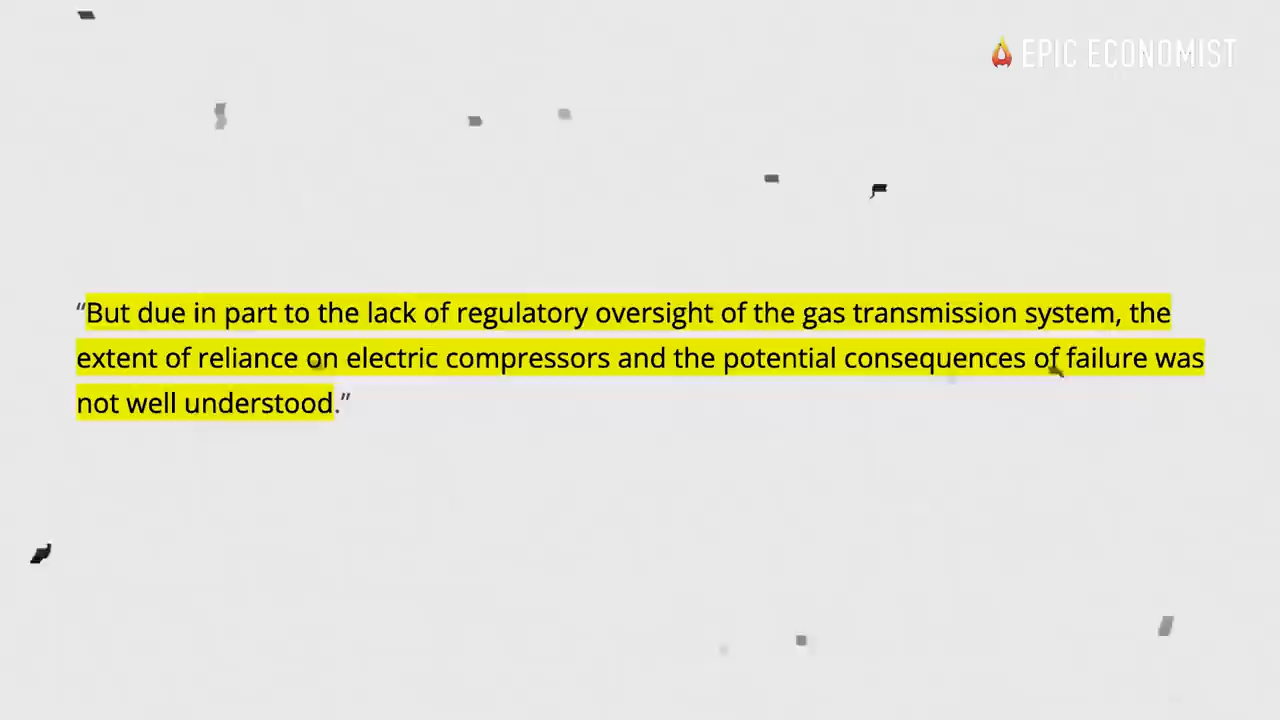 EPIC ECONOMIST
“But due in part to the lack of regulatory oversight of the gas transmission system, the
extent of reliance on electric compressors and the potential consequences of failure was
not well understood.”